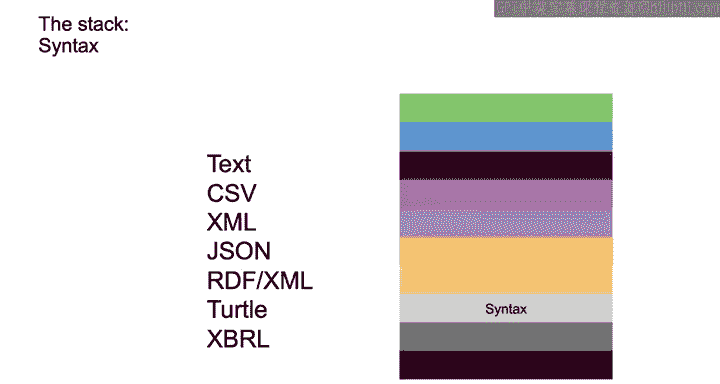 The stack:
Syntax
Text
CSV
XML
JSON
RDF/XML
Turtle
Syntax
XBRL